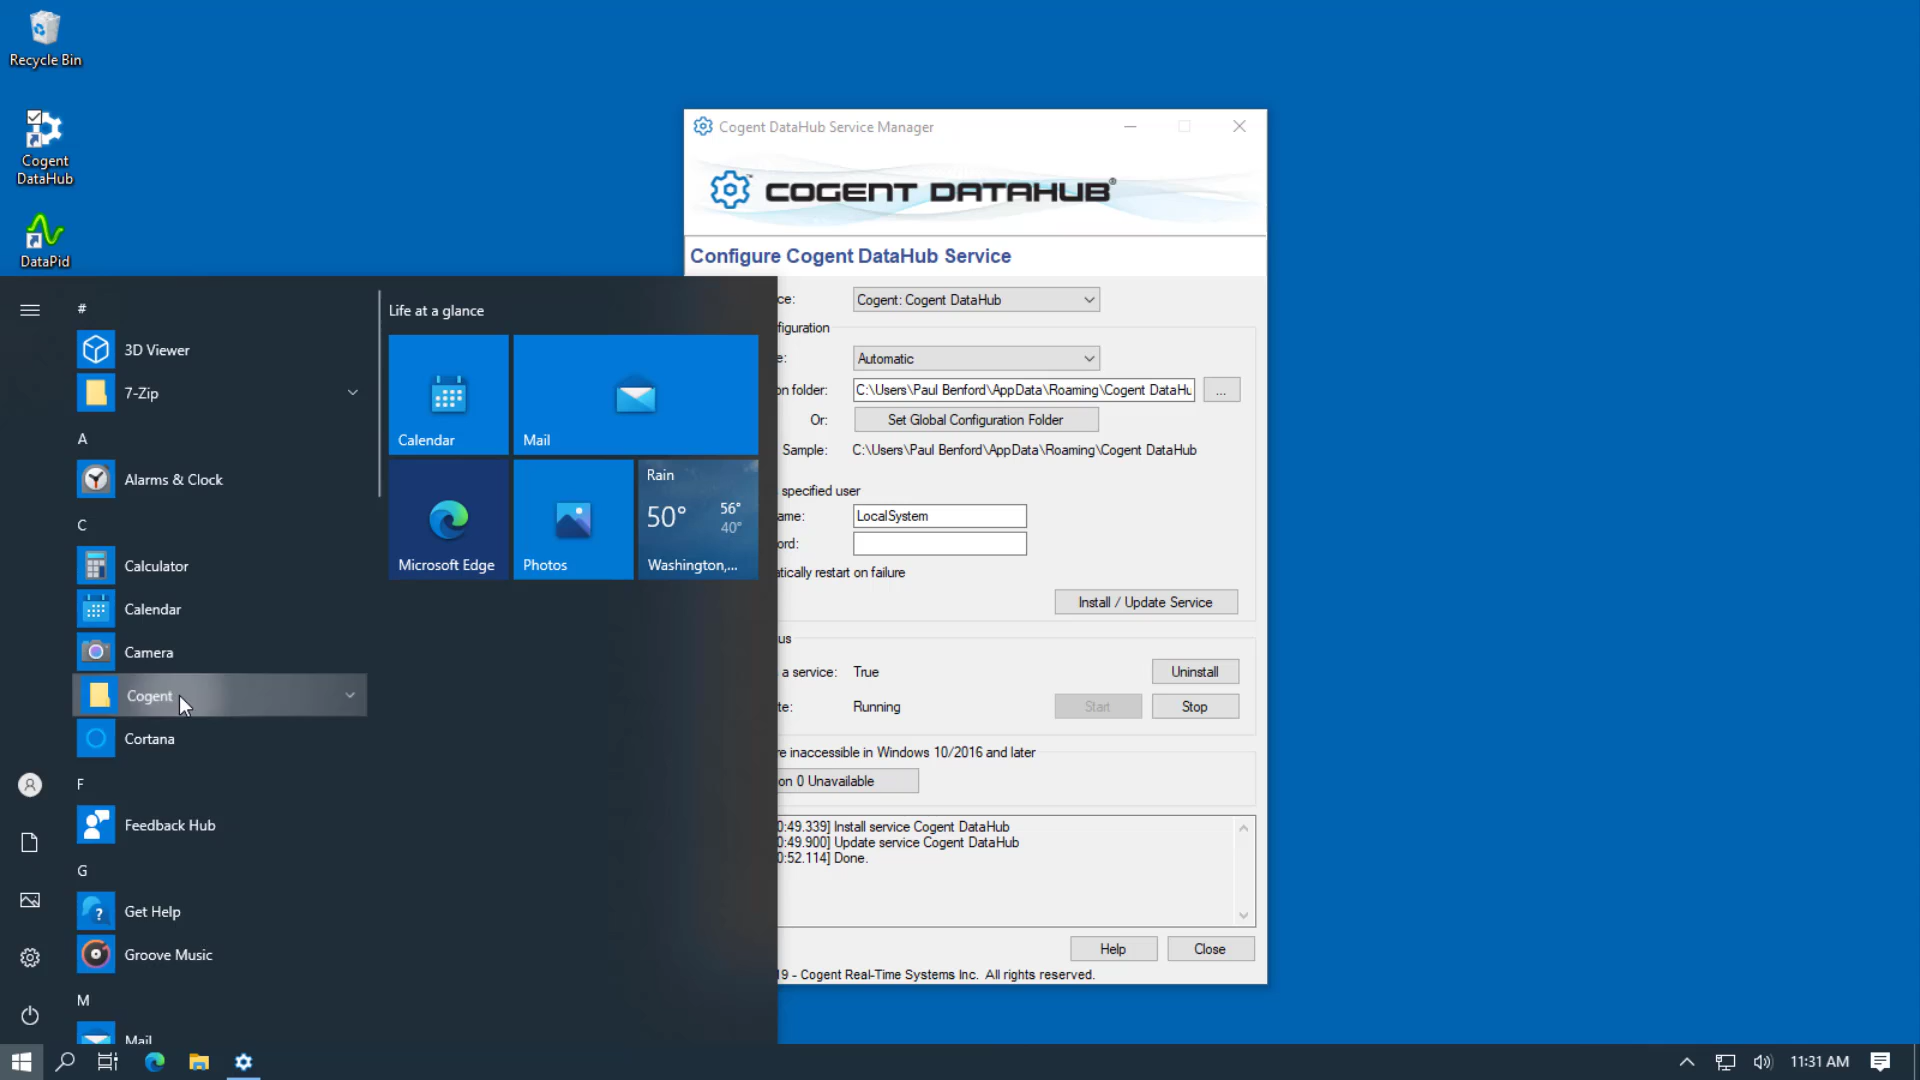 Recycle Bin
Cogent
DataHub
DataPid
#
3D Viewer
7-Zip
A
Alarms & Clock
C
Calculator
Calendar
Camera
Cogent
Cortana
F
Feedback Hub
G
Get Help
Groove Music
M
Mail
Life at a glance
Calendar
Mail
Microsoft Edge
Photos
Rain
50° 56°
40°
Washington,...
Cogent DataHub Service Manager
COGENT DATAHUB®
Configure Cogent DataHub Service
ce: Cogent: Cogent DataHub
figuration
e: Automatic
on folder: C:\Users\Paul Benford\AppData\Roaming\Cogent DataHu ...
Or: Set Global Configuration Folder
Sample: C:\Users\Paul Benford\AppData\Roaming\Cogent DataHub
specified user
ame: LocalSystem
ord:
atically restart on failure
Install / Update Service
us
a service: True Uninstall
te: Running Start Stop
re inaccessible in Windows 10/2016 and later
on 0 Unavailable
0:49.339] Install service Cogent DataHub
0:49.900] Update service Cogent DataHub
0:52.114] Done.
Help Close
19 - Cogent Real-Time Systems Inc. All rights reserved.
11:31 AM